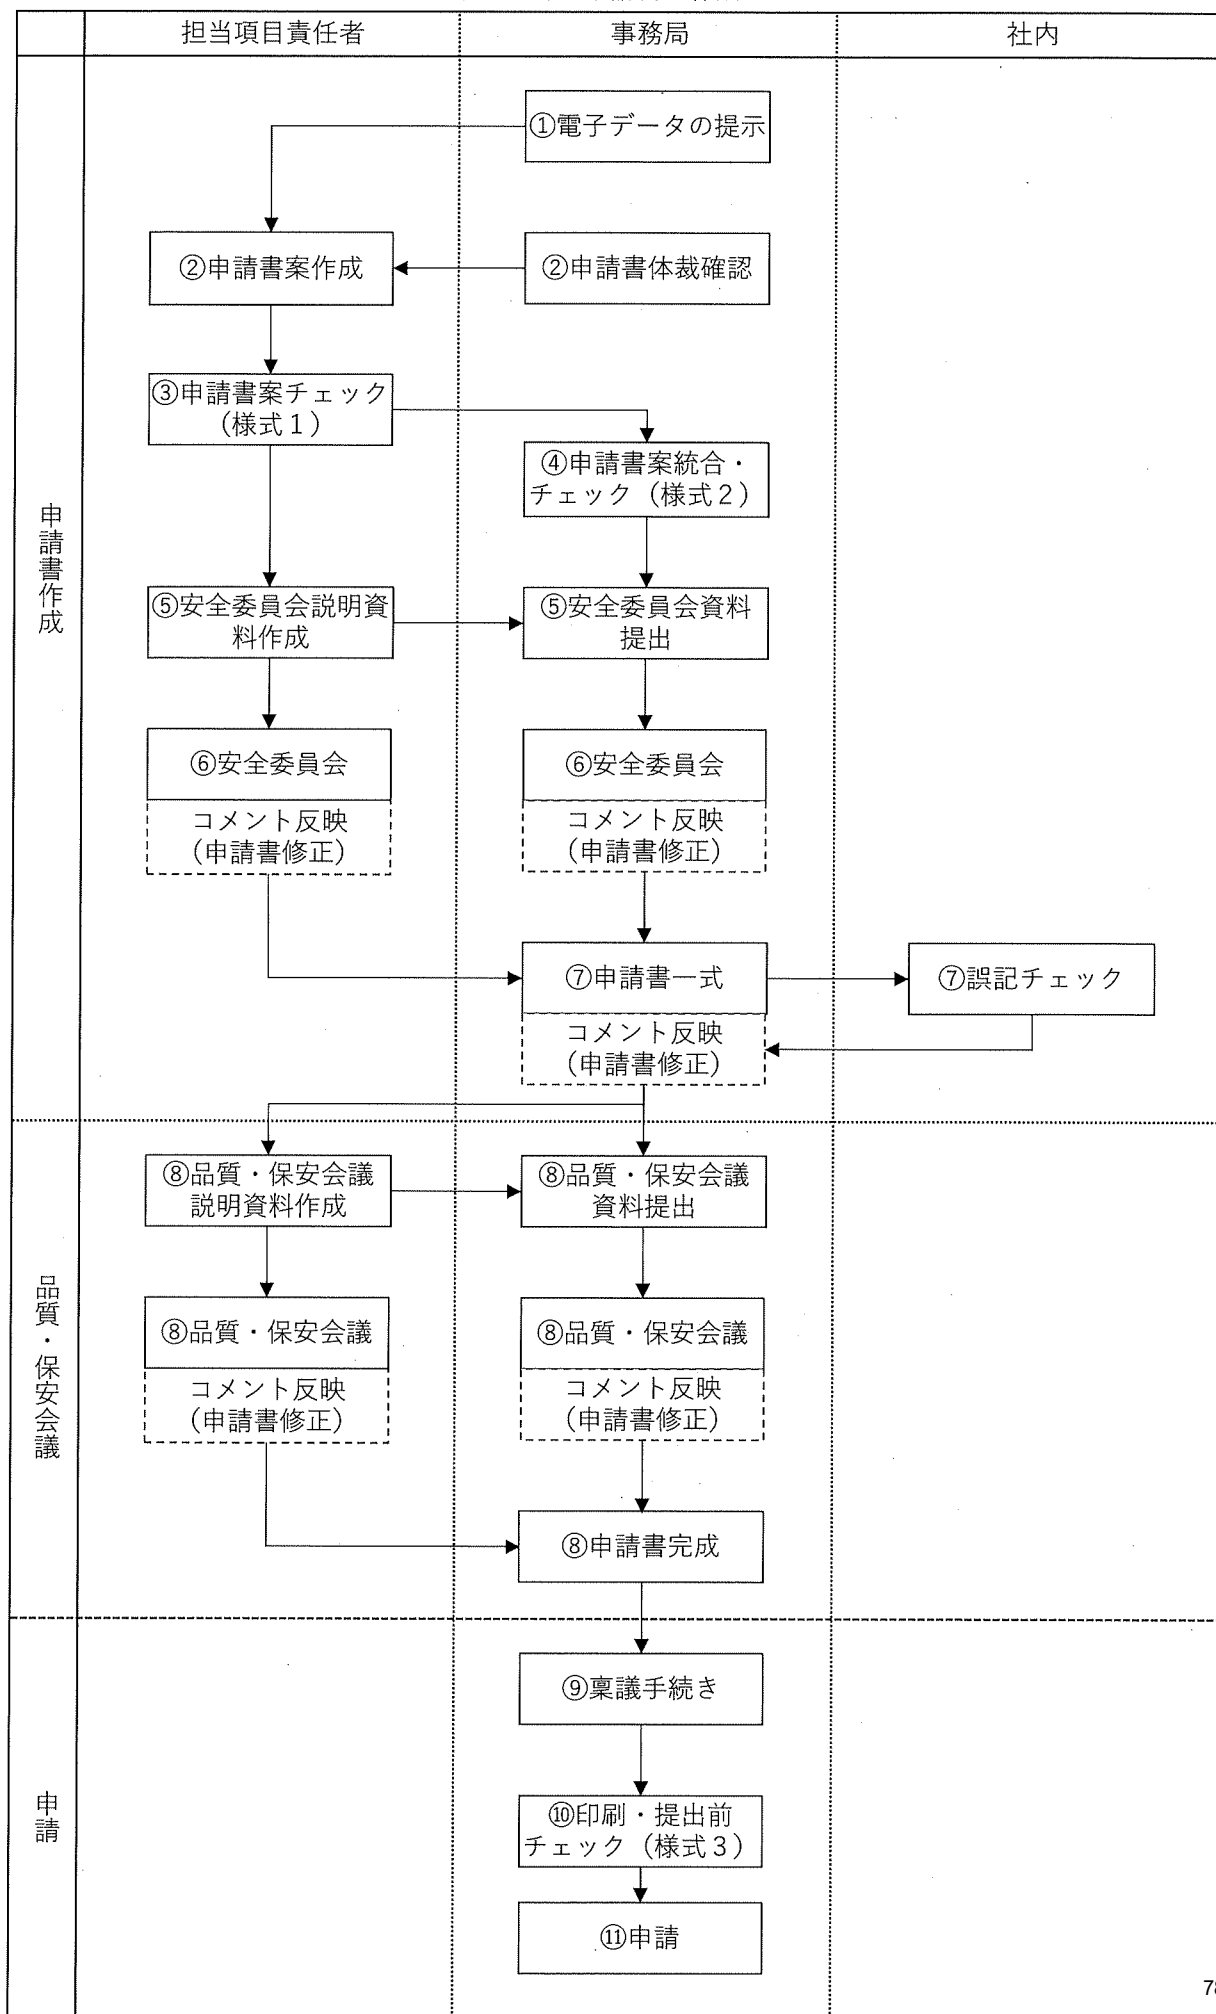 担当項目責任者
事務局
社内
申請書作成
①電子データの提示
②申請書案作成
②申請書体裁確認
③申請書案チェック
(様式1)
④申請書案統合・
チェック(様式2)
⑤安全委員会説明資
料作成
⑤安全委員会資料
提出
⑥安全委員会
コメント反映
(申請書修正)
⑥安全委員会
コメント反映
(申請書修正)
⑦申請書一式
コメント反映
(申請書修正)
⑦誤記チェック
品質・保安会議
⑧品質・保安会議
説明資料作成
⑧品質・保安会議
資料提出
⑧品質・保安会議
コメント反映
(申請書修正)
⑧品質・保安会議
コメント反映
(申請書修正)
⑧申請書完成
申請
⑨稟議手続き
⑩印刷・提出前
チェック(様式3)
⑪申請